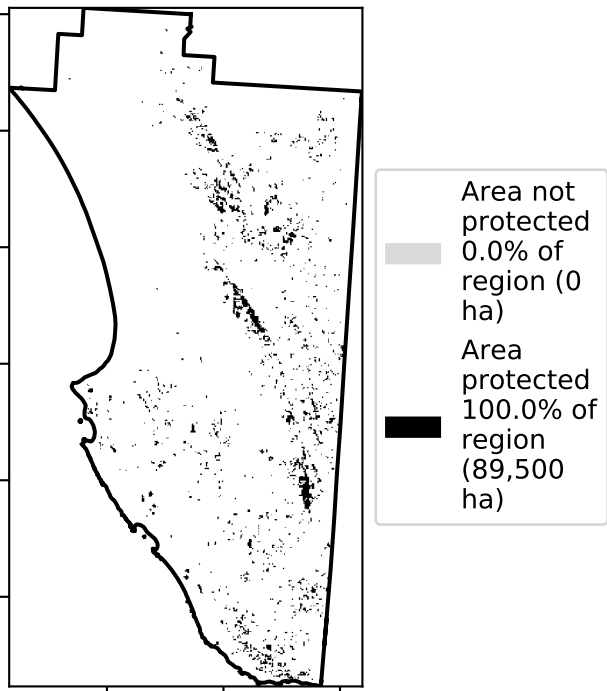 Area not
protected
0.0% of
region (0
ha)
Area
protected
100.0% of
region
(89,500
ha)